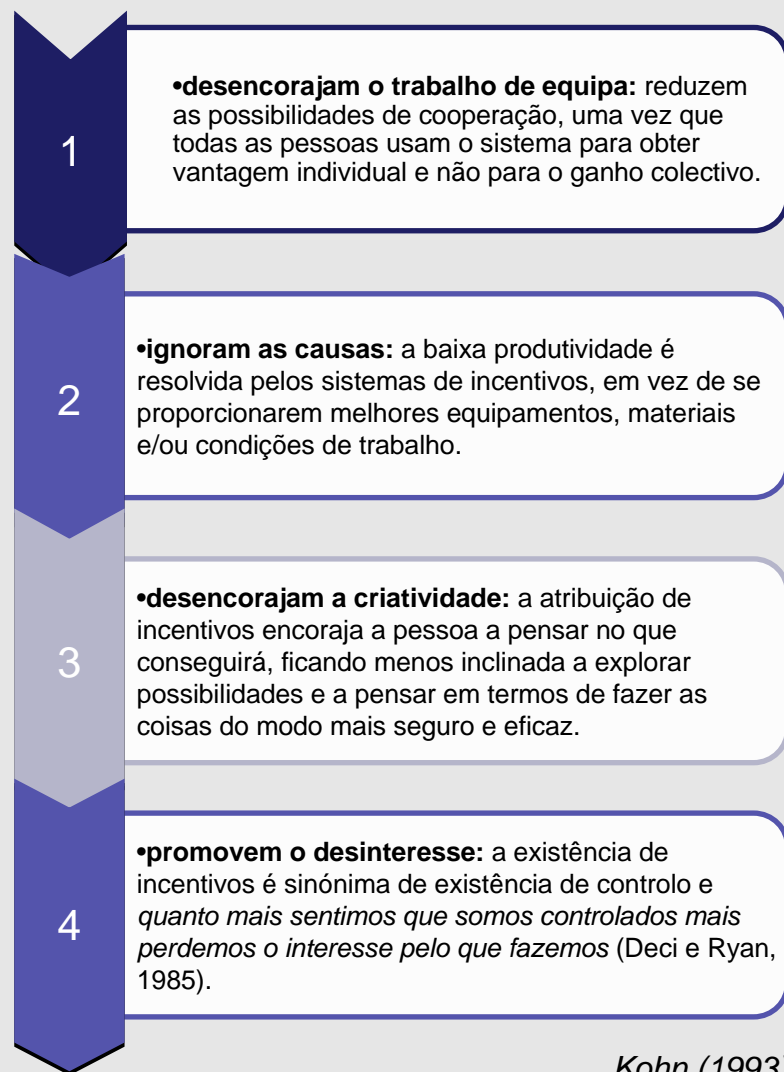 1
•desencorajam o trabalho de equipa: reduzem
as possibilidades de cooperação, uma vez que
todas as pessoas usam o sistema para obter
vantagem individual e não para o ganho colectivo.
2
•ignoram as causas: a baixa produtividade é
resolvida pelos sistemas de incentivos, em vez de se
proporcionarem melhores equipamentos, materiais
e/ou condições de trabalho.
3
•desencorajam a criatividade: a atribuição de
incentivos encoraja a pessoa a pensar no que
conseguirá, ficando menos inclinada a explorar
possibilidades e a pensar em termos de fazer as
coisas do modo mais seguro e eficaz.
4
•promovem o desinteresse: a existência de
incentivos é sinónima de existência de controlo e
quanto mais sentimos que somos controlados mais
perdemos o interesse pelo que fazemos (Deci e Ryan,
1985).
Kohn (1993)